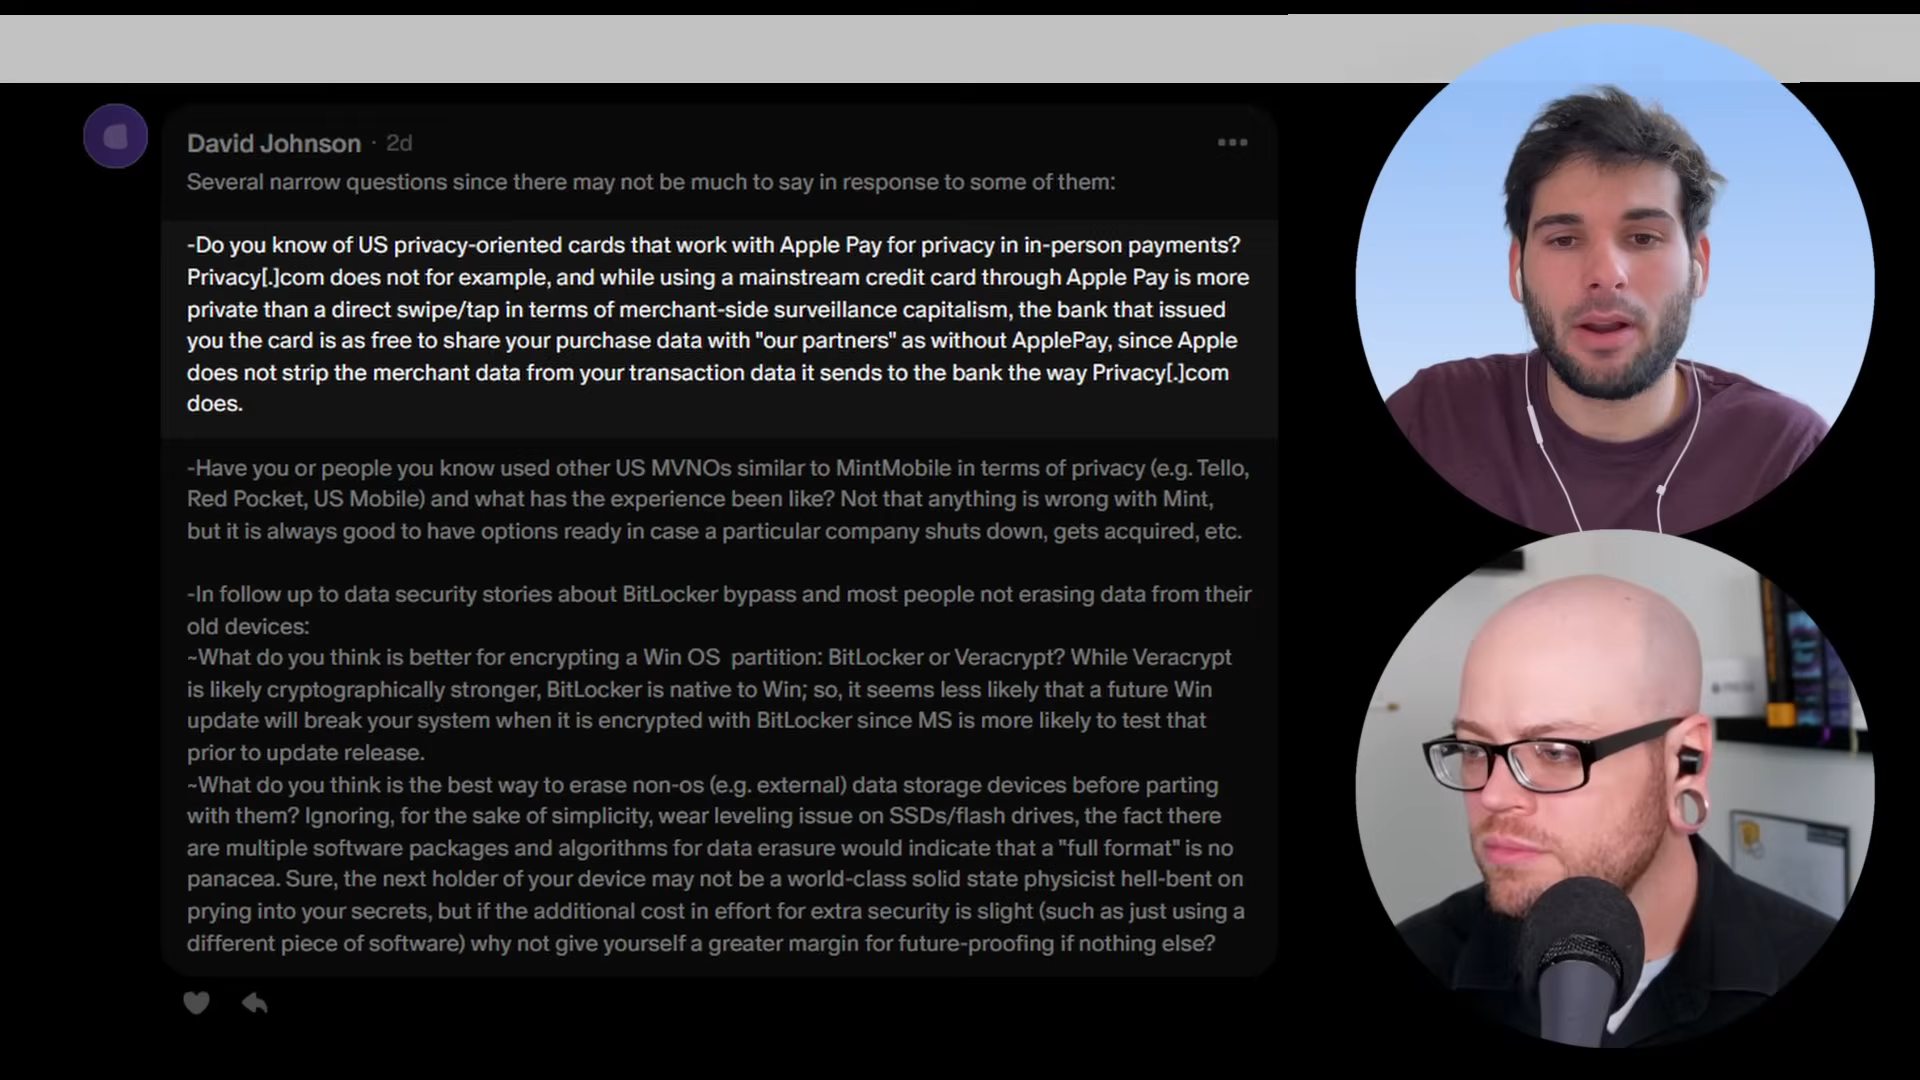 David Johnson · 2d
Several narrow questions since there may not be much to say in response to some of them:
-Do you know of US privacy-oriented cards that work with Apple Pay for privacy in in-person payments?
Privacy[.]com does not for example, and while using a mainstream credit card through Apple Pay is more
private than a direct swipe/tap in terms of merchant-side surveillance capitalism, the bank that issued
you the card is as free to share your purchase data with "our partners" as without ApplePay, since Apple
does not strip the merchant data from your transaction data it sends to the bank the way Privacy[.]com
does.
-Have you or people you know used other US MVNOs similar to MintMobile in terms of privacy (e.g. Tello,
Red Pocket, US Mobile) and what has the experience been like? Not that anything is wrong with Mint,
but it is always good to have options ready in case a particular company shuts down, gets acquired, etc.
-In follow up to data security stories about BitLocker bypass and most people not erasing data from their
old devices:
~What do you think is better for encrypting a Win OS  partition: BitLocker or Veracrypt? While Veracrypt
is likely cryptographically stronger, BitLocker is native to Win; so, it seems less likely that a future Win
update will break your system when it is encrypted with BitLocker since MS is more likely to test that
prior to update release.
~What do you think is the best way to erase non-os (e.g. external) data storage devices before parting
with them? Ignoring, for the sake of simplicity, wear leveling issue on SSDs/flash drives, the fact there
are multiple software packages and algorithms for data erasure would indicate that a "full format" is no
panacea. Sure, the next holder of your device may not be a world-class solid state physicist hell-bent on
prying into your secrets, but if the additional cost in effort for extra security is slight (such as just using a
different piece of software) why not give yourself a greater margin for future-proofing if nothing else?